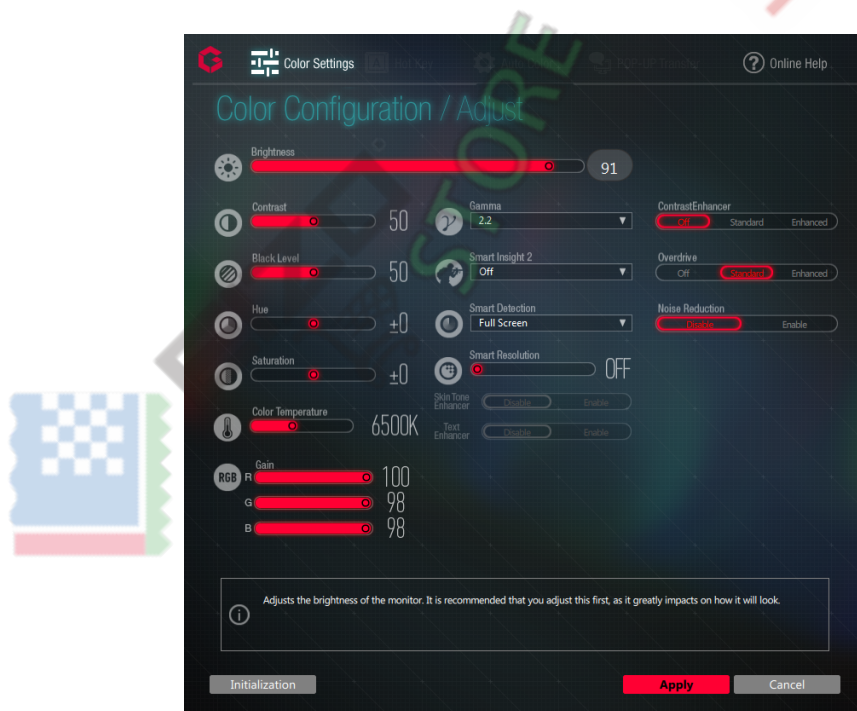 Color Settings
Online Help
Color Configuration / Adjust
Brightness
91
Contrast
50
Gamma
2.2
ContrastEnhancer
Off Standard Enhanced
Black Level
50
Smart Insight 2
Off
Overdrive
Off Standard Enhanced
Hue
±0
Smart Detection
Full Screen
Noise Reduction
Disable Enable
Saturation
±0
Smart Resolution
OFF
Skin Tone
Enhancer
Disable Enable
Color Temperature
6500K
Text
Enhancer
Disable Enable
RGB
Gain
R 100
G 98
B 98
Adjusts the brightness of the monitor. It is recommended that you adjust this first, as it greatly impacts on how it will look.
Initialization
Apply
Cancel
STORE